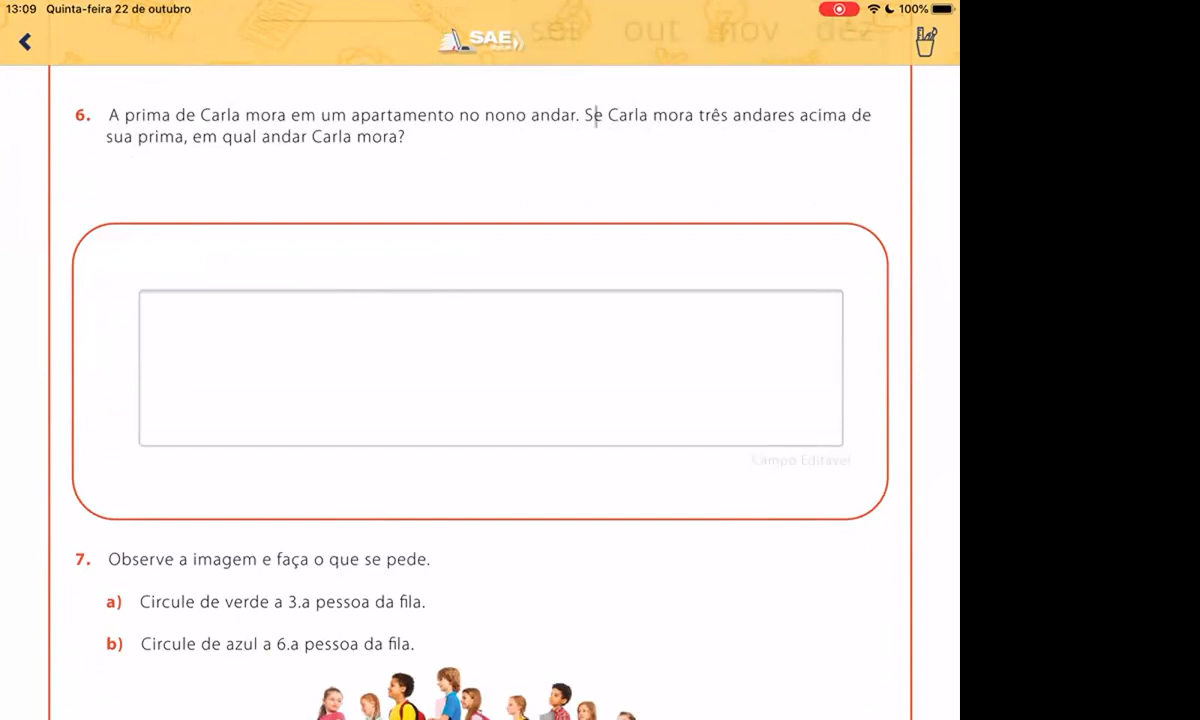 13:09 Quinta-feira 22 de outubro
100%
SAE
set out nov dez
6. A prima de Carla mora em um apartamento no nono andar. Se Carla mora três andares acima de
sua prima, em qual andar Carla mora?
Campo Editável
7. Observe a imagem e faça o que se pede.
a) Circule de verde a 3.a pessoa da fila.
b) Circule de azul a 6.a pessoa da fila.